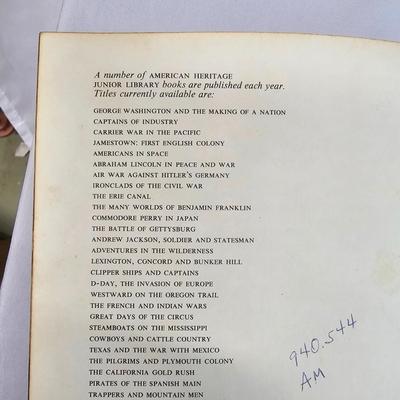 A number of AMERICAN HERITAGE
JUNIOR LIBRARY books are published each year.
Titles currently available are:
GEORGE WASHINGTON AND THE MAKING OF A NATION
CAPTAINS OF INDUSTRY
CARRIER WAR IN THE PACIFIC
JAMESTOWN: FIRST ENGLISH COLONY
AMERICANS IN SPACE
ABRAHAM LINCOLN IN PEACE AND WAR
AIR WAR AGAINST HITLER'S GERMANY
IRONCLADS OF THE CIVIL WAR
THE ERIE CANAL
THE MANY WORLDS OF BENJAMIN FRANKLIN
COMMODORE PERRY IN JAPAN
THE BATTLE OF GETTYSBURG
ANDREW JACKSON, SOLDIER AND STATESMAN
ADVENTURES IN THE WILDERNESS
LEXINGTON, CONCORD AND BUNKER HILL
CLIPPER SHIPS AND CAPTAINS
D-DAY, THE INVASION OF EUROPE
WESTWARD ON THE OREGON TRAIL
THE FRENCH AND INDIAN WARS
GREAT DAYS OF THE CIRCUS
STEAMBOATS ON THE MISSISSIPPI
COWBOYS AND CATTLE COUNTRY
TEXAS AND THE WAR WITH MEXICO
THE PILGRIMS AND PLYMOUTH COLONY
THE CALIFORNIA GOLD RUSH
PIRATES OF THE SPANISH MAIN
TRAPPERS AND MOUNTAIN MEN
940.544
AM